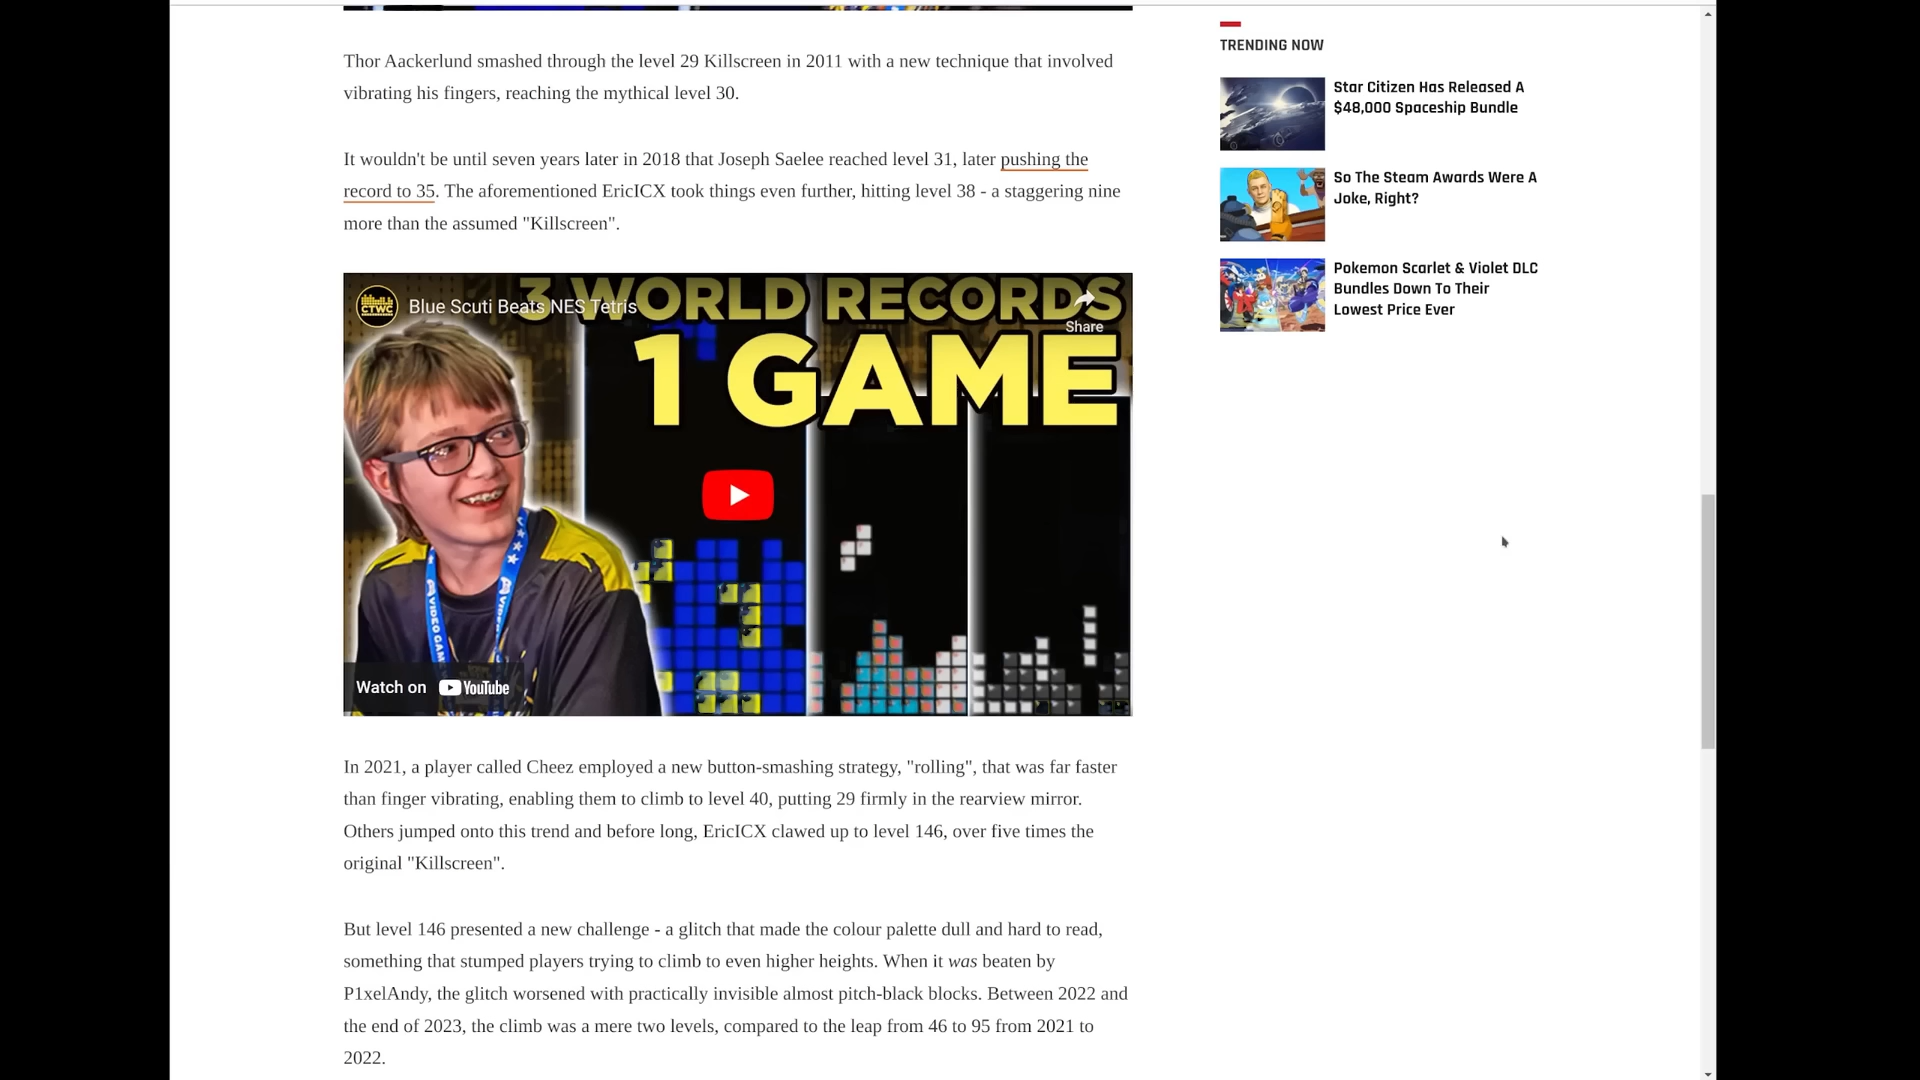 Thor Aackerlund smashed through the level 29 Killscreen in 2011 with a new technique that involved
vibrating his fingers, reaching the mythical level 30.
It wouldn't be until seven years later in 2018 that Joseph Saelee reached level 31, later pushing the
record to 35. The aforementioned EricICX took things even further, hitting level 38 - a staggering nine
more than the assumed "Killscreen".
3 WORLD RECORDS
CTWC
Blue Scuti Beats NES Tetris
Share
1 GAME
VIDEO GAM
VIDEO GAM
Watch on YouTube
In 2021, a player called Cheez employed a new button-smashing strategy, "rolling", that was far faster
than finger vibrating, enabling them to climb to level 40, putting 29 firmly in the rearview mirror.
Others jumped onto this trend and before long, EricICX clawed up to level 146, over five times the
original "Killscreen".
But level 146 presented a new challenge - a glitch that made the colour palette dull and hard to read,
something that stumped players trying to climb to even higher heights. When it was beaten by
P1xelAndy, the glitch worsened with practically invisible almost pitch-black blocks. Between 2022 and
the end of 2023, the climb was a mere two levels, compared to the leap from 46 to 95 from 2021 to
2022.
TRENDING NOW
Star Citizen Has Released A
$48,000 Spaceship Bundle
So The Steam Awards Were A
Joke, Right?
Pokemon Scarlet & Violet DLC
Bundles Down To Their
Lowest Price Ever